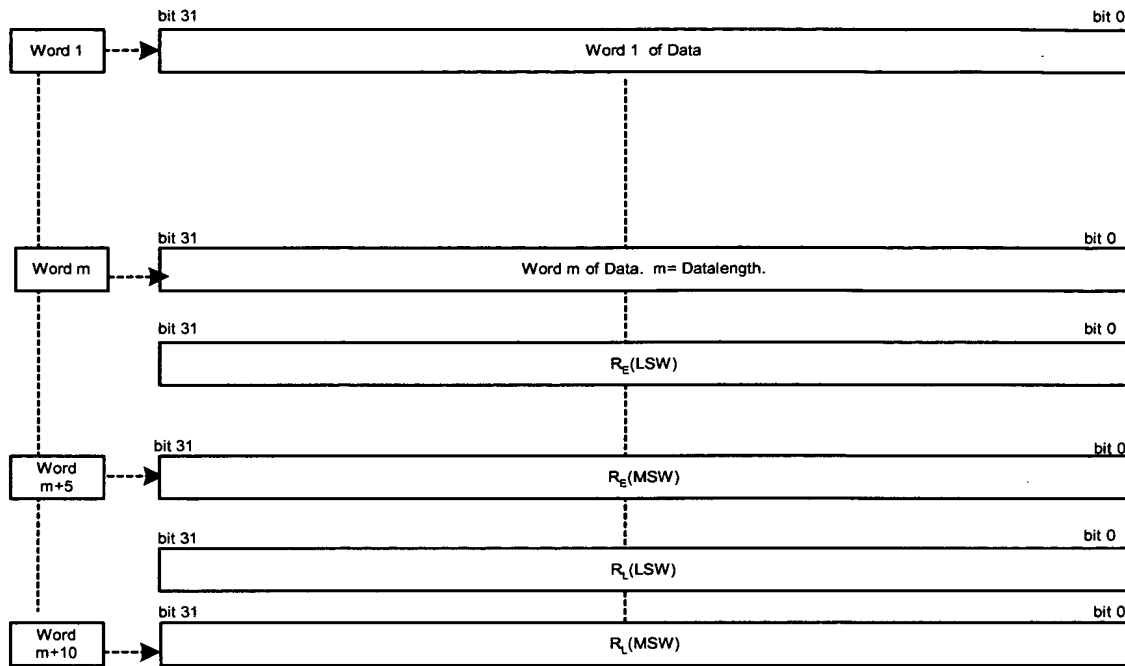 bit 31 bit 0
Word 1 Word 1 of Data
bit 31 bit 0
Word m Word m of Data. m= Datalength.
bit 31 bit 0
R_E(LSW)
bit 31 bit 0
Word
m+5
R_E(MSW)
bit 31 bit 0
R_L(LSW)
bit 31 bit 0
Word
m+10
R_L(MSW)